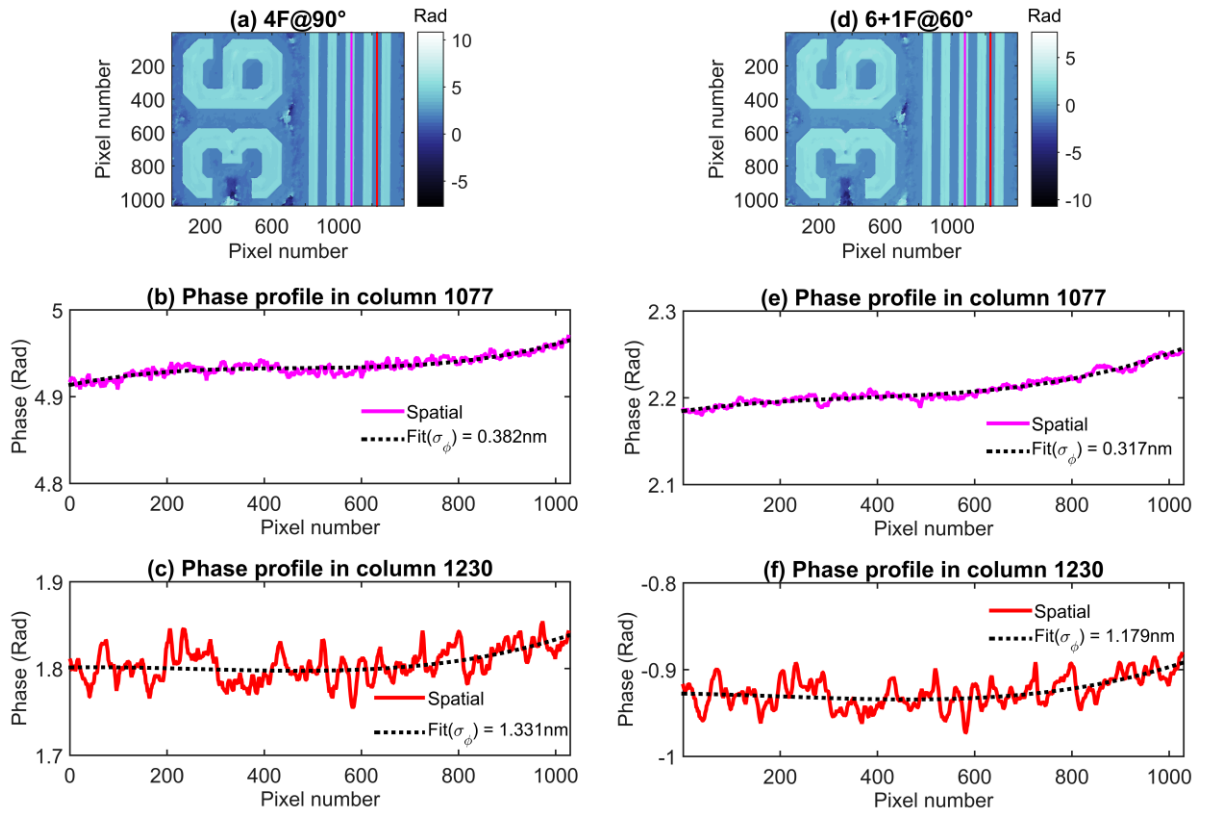 (a) 4F@90°
Rad
Pixel number
200
400
600
800
1000
200 600 1000
Pixel number
10
5
0
-5
(d) 6+1F@60°
Rad
Pixel number
200
400
600
800
1000
200 600 1000
Pixel number
5
0
-5
-10
(b) Phase profile in column 1077
Phase (Rad)
5
4.9
4.8
0 200 400 600 800 1000
Pixel number
Spatial
Fit(σϕ) = 0.382nm
(e) Phase profile in column 1077
Phase (Rad)
2.3
2.2
2.1
200 400 600 800 1000
Pixel number
Spatial
Fit(σϕ) = 0.317nm
(c) Phase profile in column 1230
Phase (Rad)
1.9
1.8
1.7
0 200 400 600 800 1000
Pixel number
Spatial
Fit(σϕ) = 1.331nm
(f) Phase profile in column 1230
Phase (Rad)
-0.8
-0.9
-1
200 400 600 800 1000
Pixel number
Spatial
Fit(σϕ) = 1.179nm